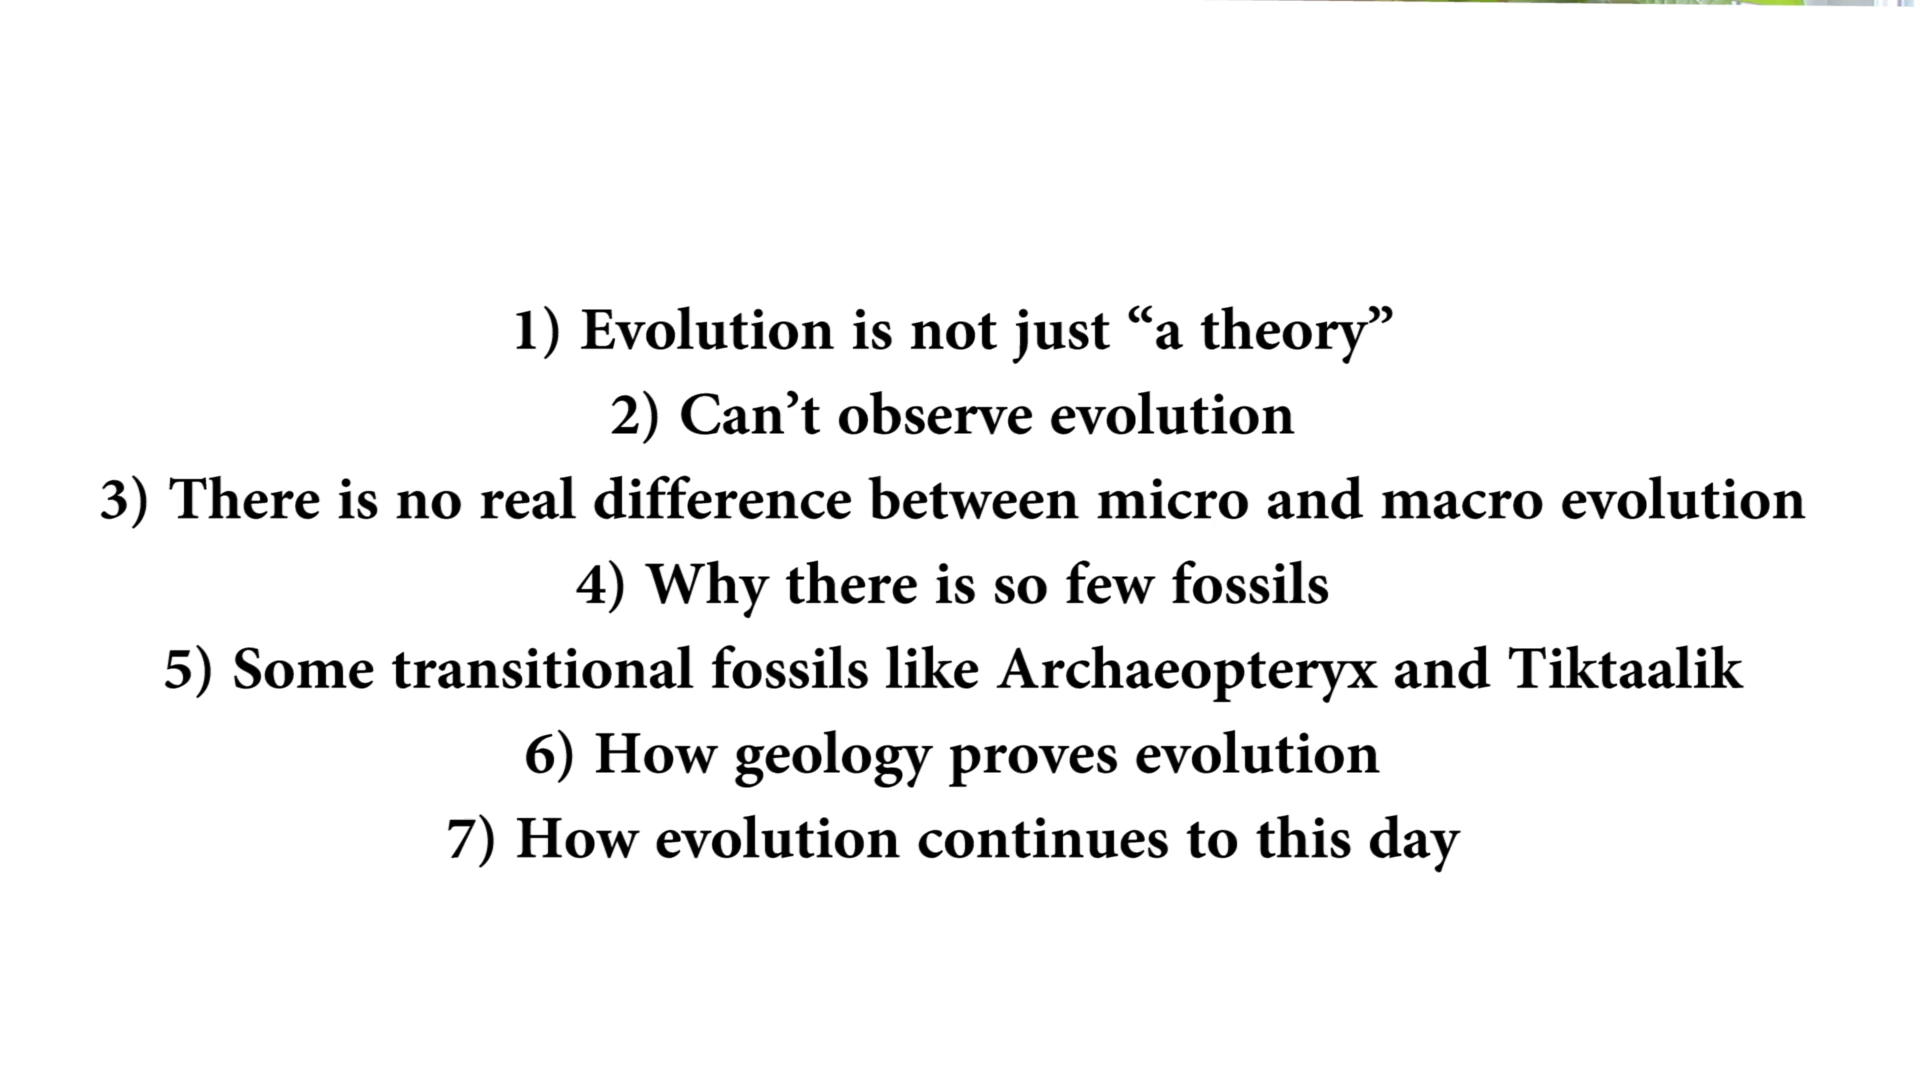 1) Evolution is not just “a theory”
2) Can’t observe evolution
3) There is no real difference between micro and macro evolution
4) Why there is so few fossils
5) Some transitional fossils like Archaeopteryx and Tiktaalik
6) How geology proves evolution
7) How evolution continues to this day